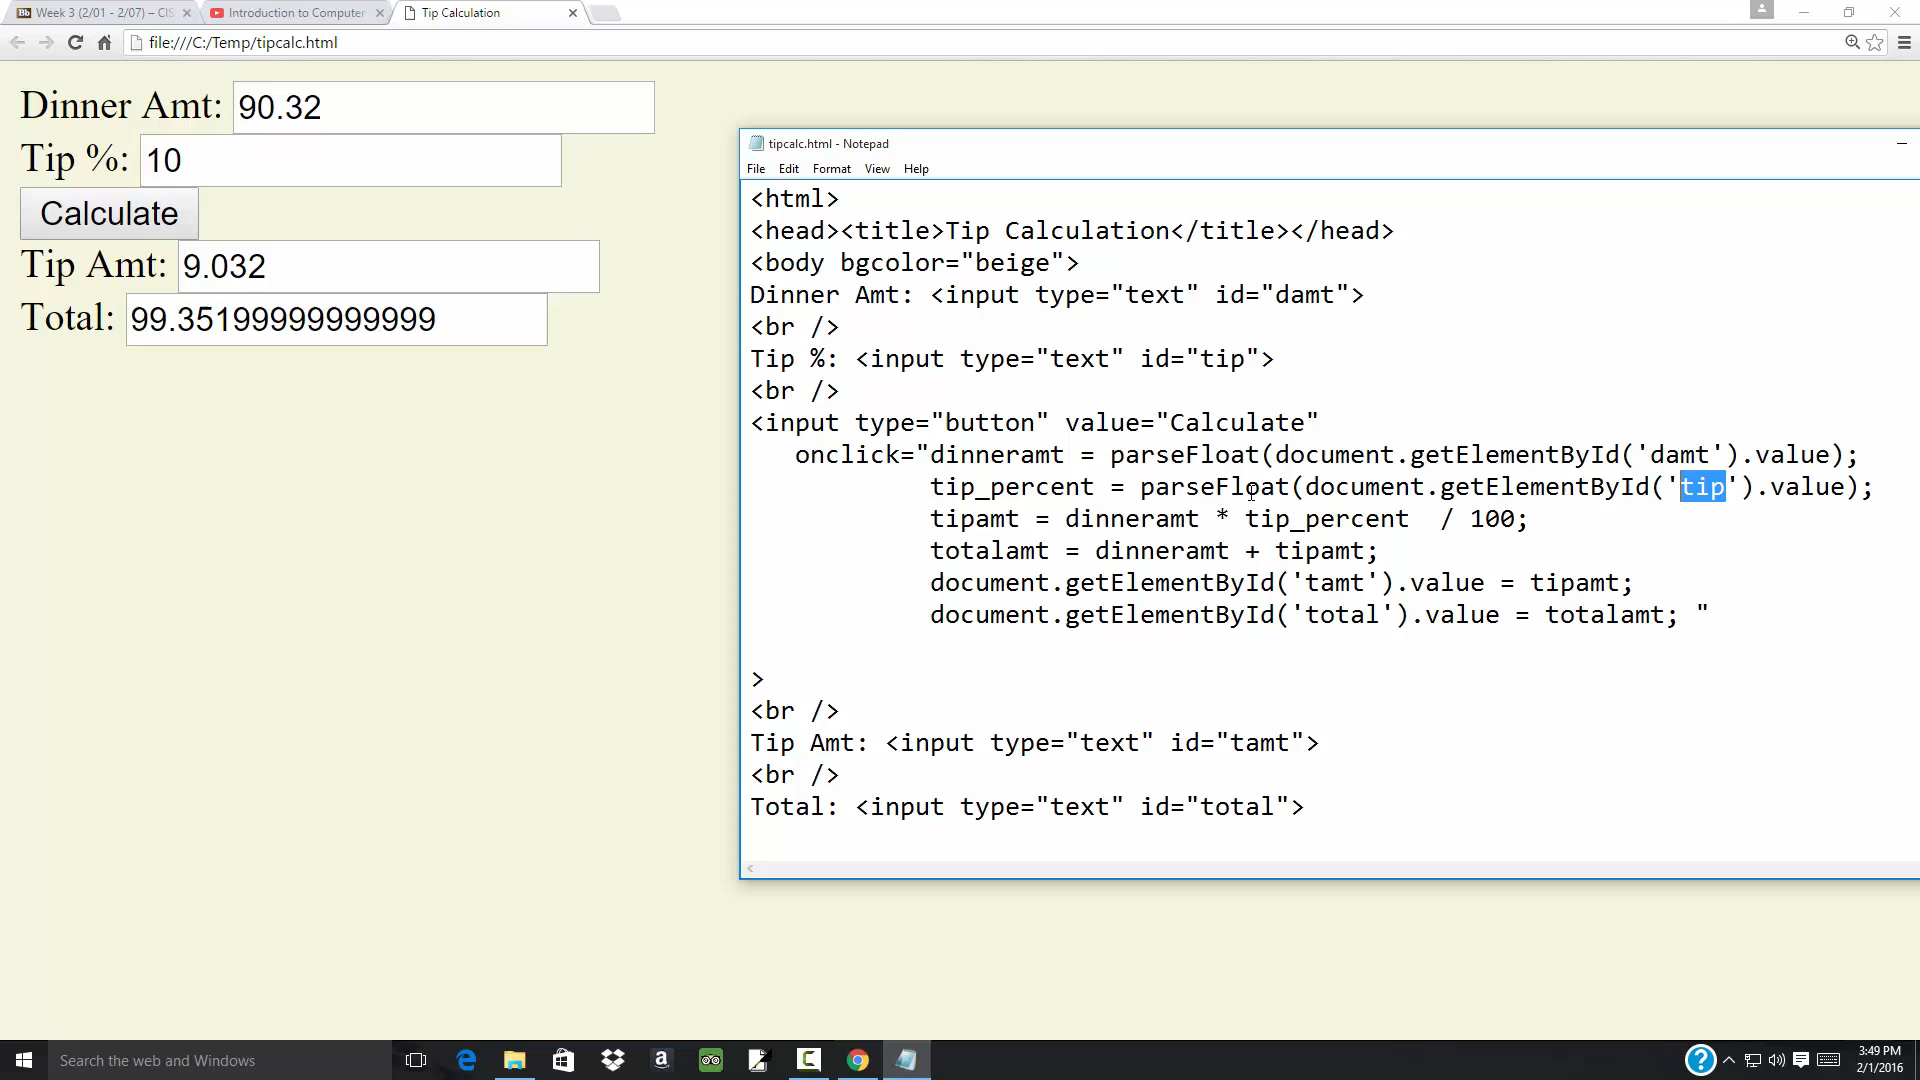 Week 3 (2/01 - 2/07) – CIS
Introduction to Computer
Tip Calculation
file:///C:/Temp/tipcalc.html
Dinner Amt: 90.32
Tip %: 10
Calculate
Tip Amt: 9.032
Total: 99.35199999999999
tipcalc.html - Notepad
File Edit Format View Help
<html>
<head><title>Tip Calculation</title></head>
<body bgcolor="beige">
Dinner Amt: <input type="text" id="damt">
<br />
Tip %: <input type="text" id="tip">
<br />
<input type="button" value="Calculate"
onclick="dinneramt = parseFloat(document.getElementById('damt').value);
tip_percent = parseFloat(document.getElementById('tip').value);
tipamt = dinneramt * tip_percent  / 100;
totalamt = dinneramt + tipamt;
document.getElementById('tamt').value = tipamt;
document.getElementById('total').value = totalamt; "
>
<br />
Tip Amt: <input type="text" id="tamt">
<br />
Total: <input type="text" id="total">
Search the web and Windows
3:49 PM
2/1/2016